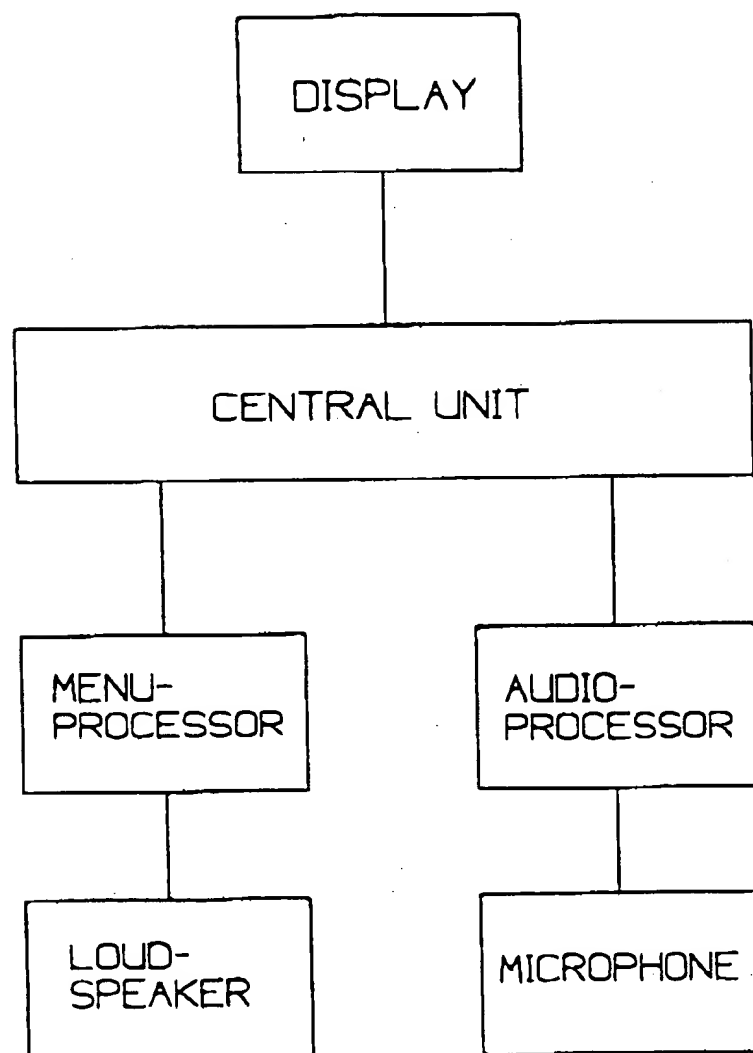 DISPLAY
CENTRAL UNIT
MENU-
PROCESSOR
AUDIO-
PROCESSOR
LOUD-
SPEAKER
MICROPHONE